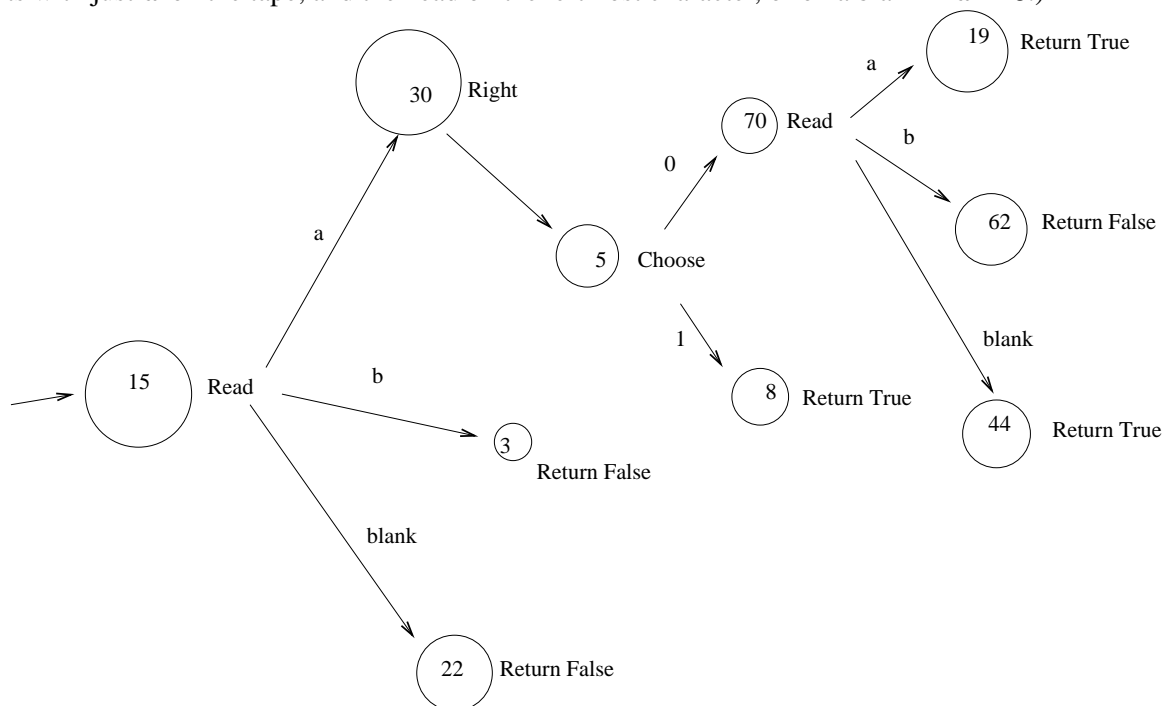 30 Right
19 Return True
a
70 Read
b
0
62 Return False
a
5 Choose
blank
1
15 Read
b
8 Return True
44 Return True
3
Return False
blank
22 Return False